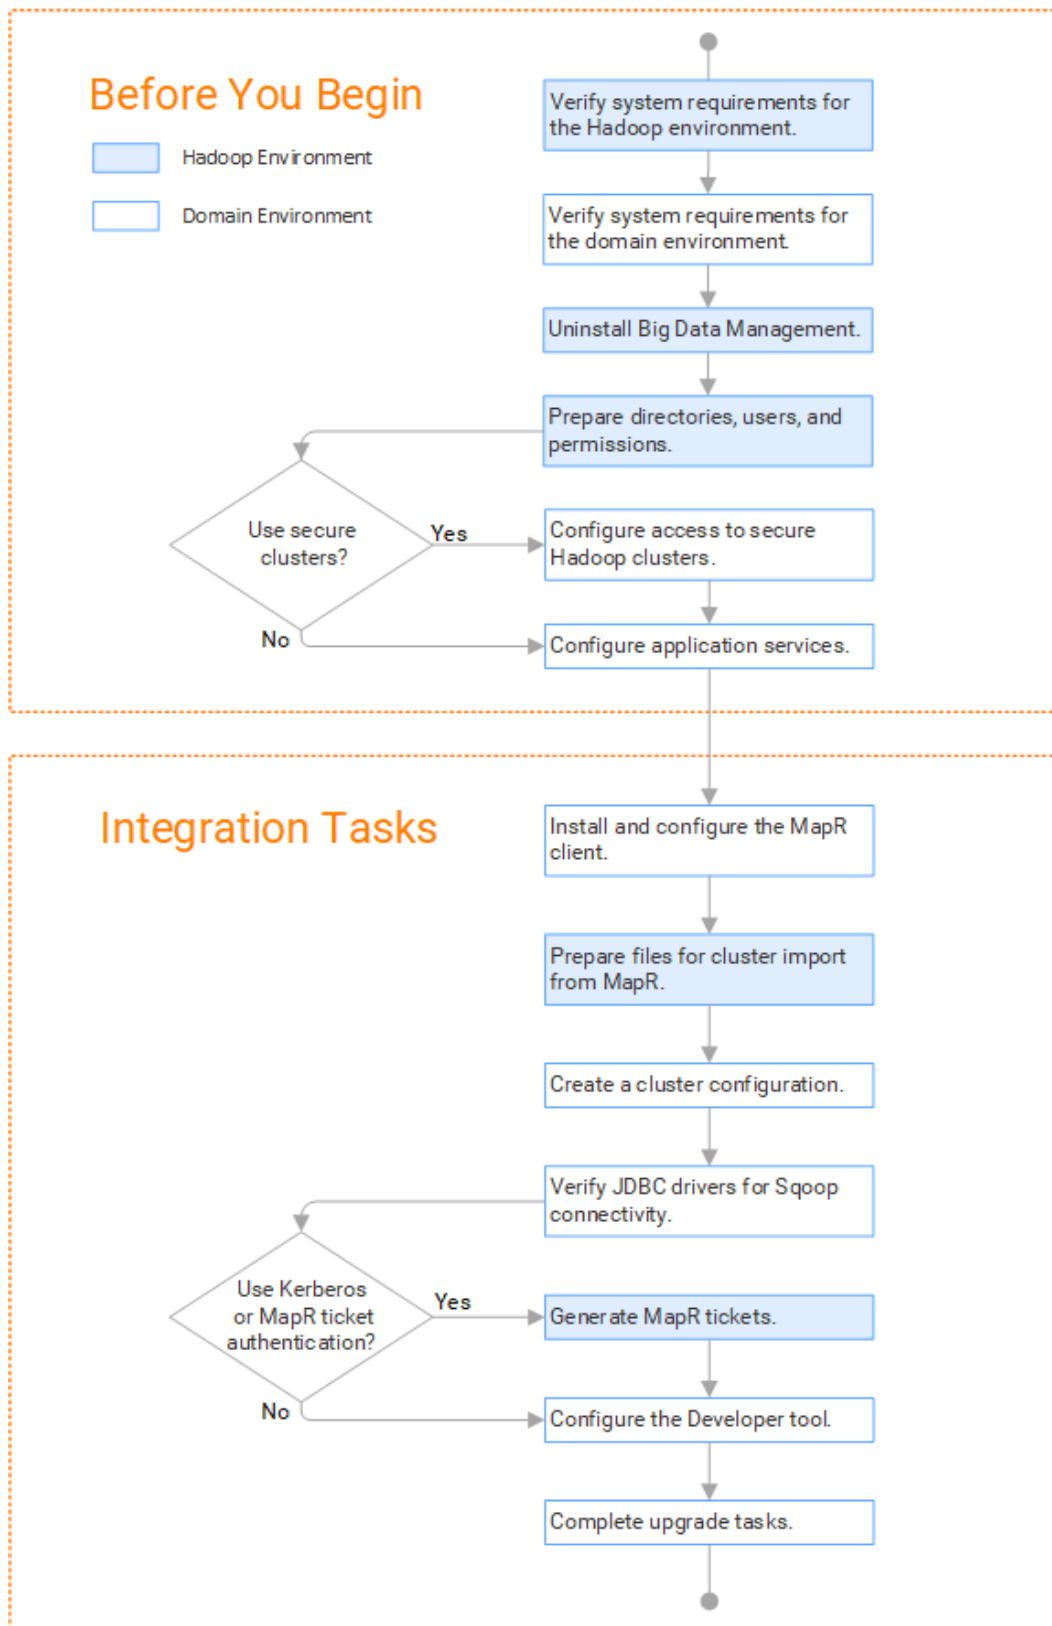 Before You Begin
Hadoop Environment
Domain Environment
Verify system requirements for
the Hadoop environment.
Verify system requirements for
the domain environment.
Uninstall Big Data Management.
Prepare directories, users, and
permissions.
Use secure
clusters?
Yes
Configure access to secure
Hadoop clusters.
No
Configure application services.
Integration Tasks
Install and configure the MapR
client.
Prepare files for cluster import
from MapR.
Create a cluster configuration.
Verify JDBC drivers for Sqoop
connectivity.
Use Kerberos
or MapR ticket
authentication?
Yes
Generate MapR tickets.
No
Configure the Developer tool.
Complete upgrade tasks.